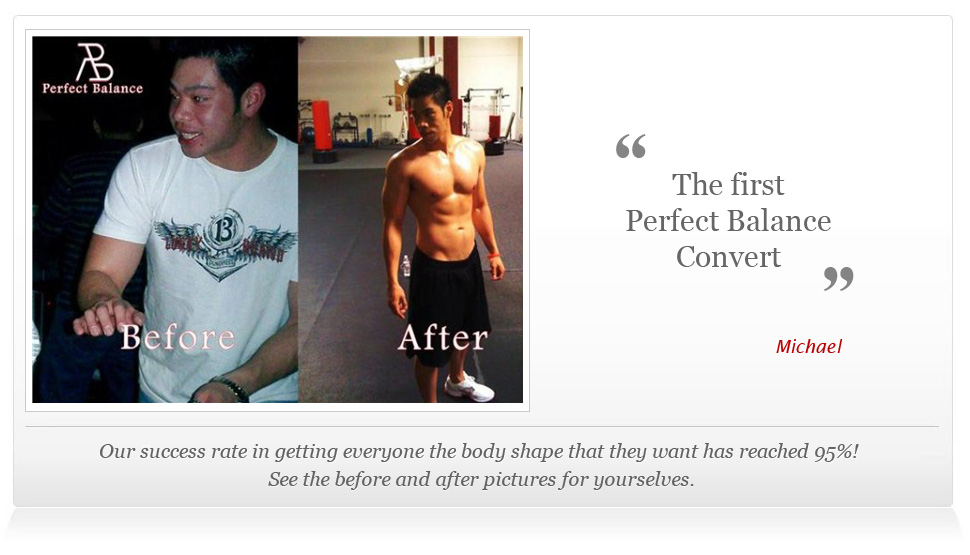 Perfect Balance
Before
After
“
The first
Perfect Balance
Convert
”
Michael
Our success rate in getting everyone the body shape that they want has reached 95%!
See the before and after pictures for yourselves.